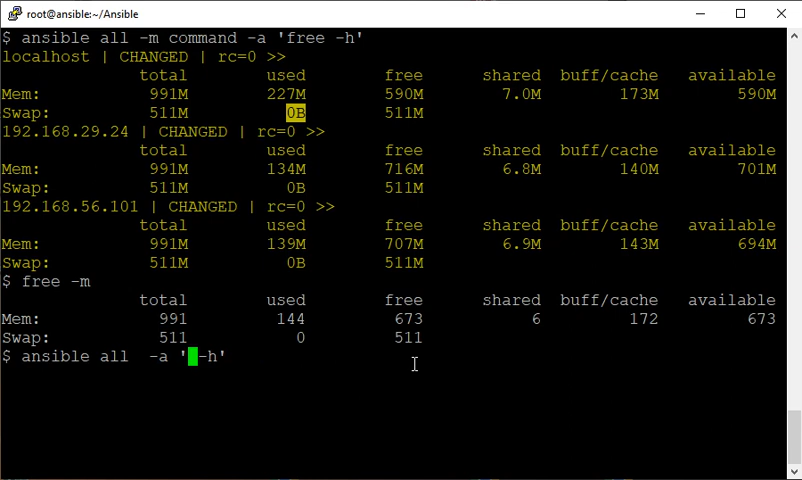 root@ansible:~/Ansible
$ ansible all -m command -a 'free -h'
localhost | CHANGED | rc=0 >>
total used free shared buff/cache available
Mem: 991M 227M 590M 7.0M 173M 590M
Swap: 511M 0B 511M
192.168.29.24 | CHANGED | rc=0 >>
total used free shared buff/cache available
Mem: 991M 134M 716M 6.8M 140M 701M
Swap: 511M 0B 511M
192.168.56.101 | CHANGED | rc=0 >>
total used free shared buff/cache available
Mem: 991M 139M 707M 6.9M 143M 694M
Swap: 511M 0B 511M
$ free -m
total used free shared buff/cache available
Mem: 991 144 673 6 172 673
Swap: 511 0 511
$ ansible all  -a ' -h'